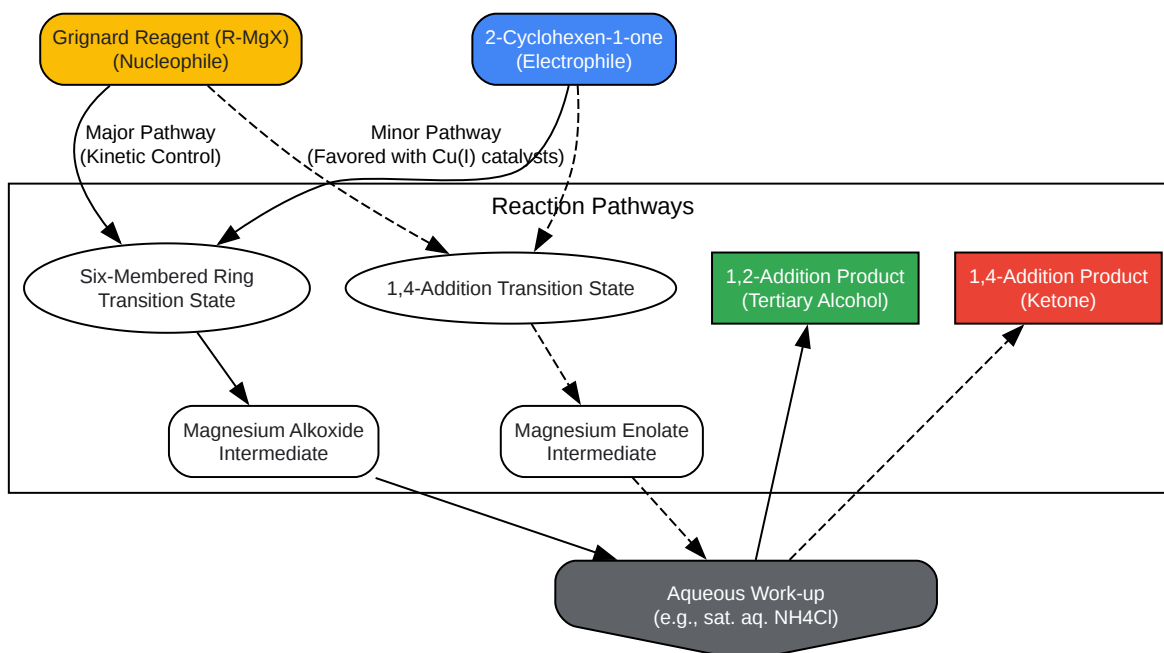 Grignard Reagent (R-MgX)
(Nucleophile)
2-Cyclohexen-1-one
(Electrophile)
Major Pathway
(Kinetic Control)
Minor Pathway
(Favored with Cu(I) catalysts)
Reaction Pathways
Six-Membered Ring
Transition State
1,4-Addition Transition State
1,2-Addition Product
(Tertiary Alcohol)
1,4-Addition Product
(Ketone)
Magnesium Alkoxide
Intermediate
Magnesium Enolate
Intermediate
Aqueous Work-up
(e.g., sat. aq. NH4Cl)